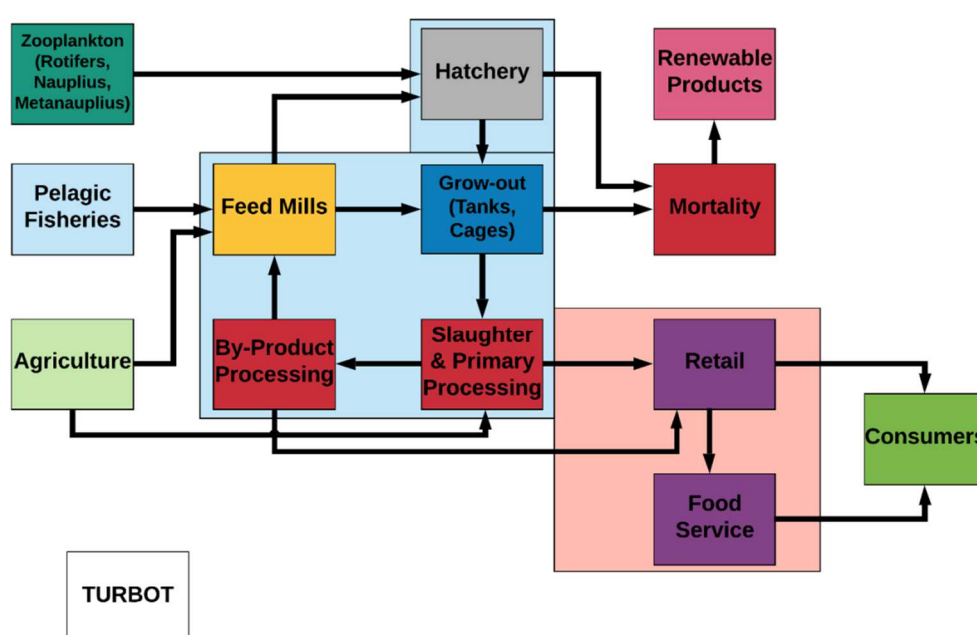 Zooplankton
(Rotifers,
Nauplius,
Metanauplius)
Hatchery
Renewable
Products
Pelagic
Fisheries
Feed Mills
Grow-out
(Tanks,
Cages)
Mortality
Agriculture
By-Product
Processing
Slaughter
& Primary
Processing
Retail
Consumers
Food
Service
TURBOT